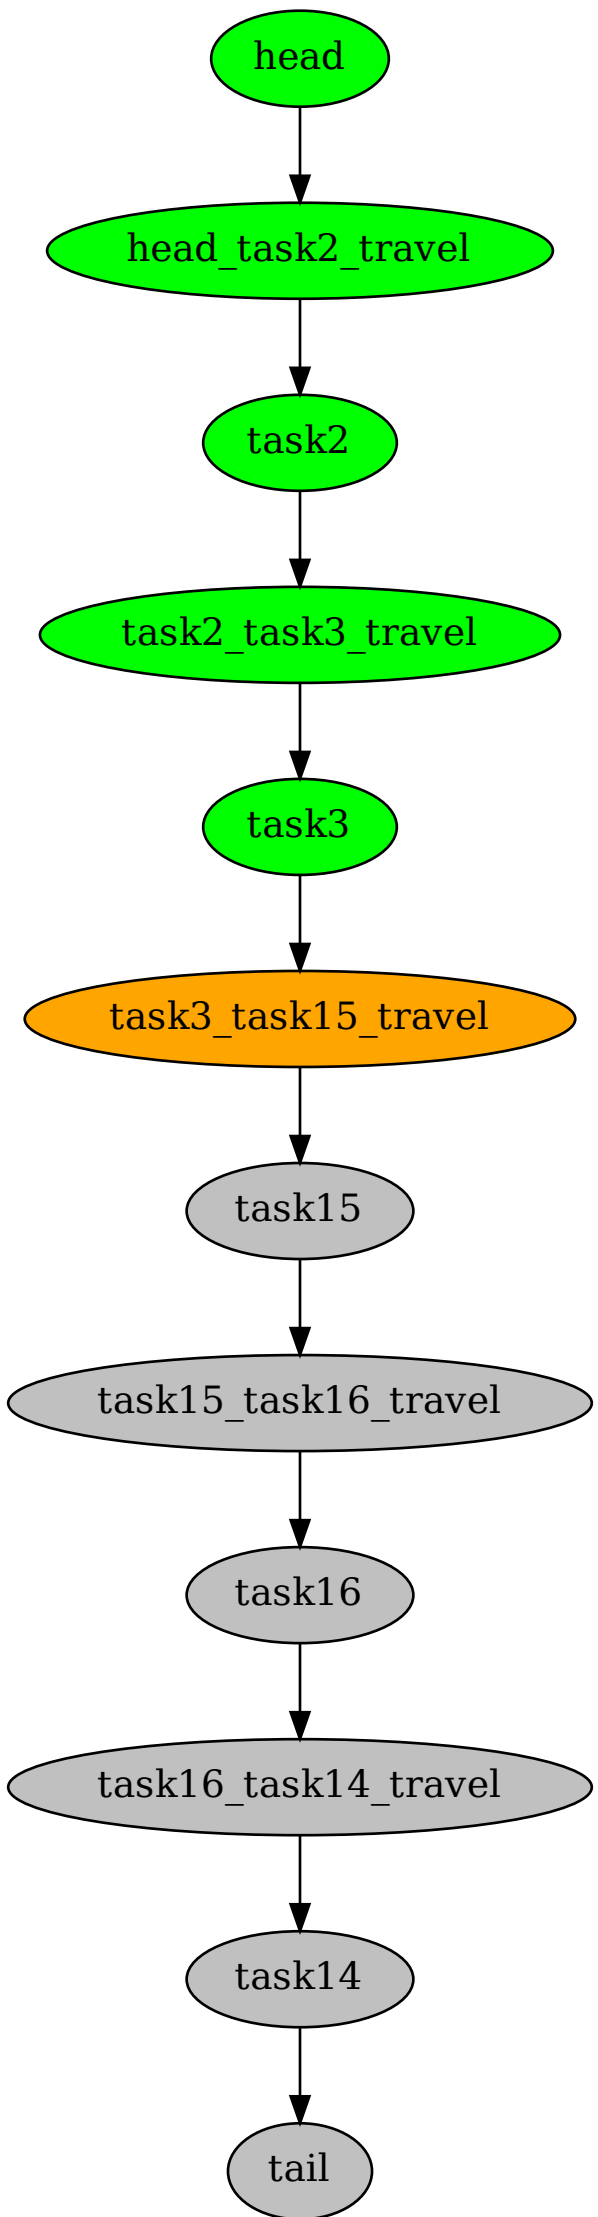 head
head_task2_travel
task2
task2_task3_travel
task3
task3_task15_travel
task15
task15_task16_travel
task16
task16_task14_travel
task14
tail